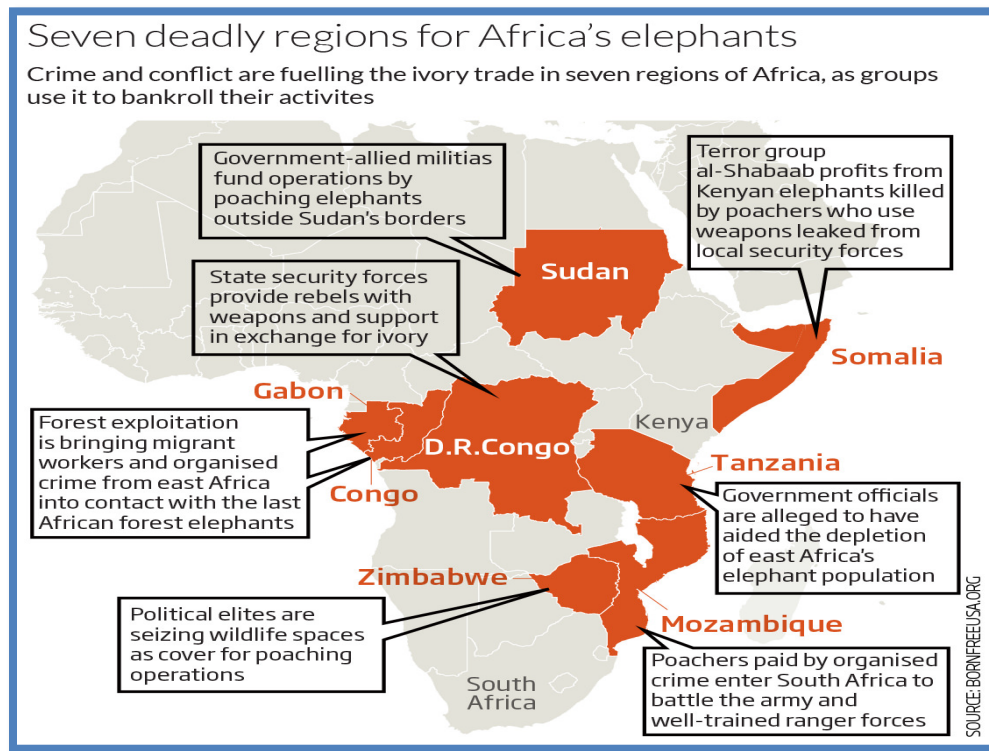 Seven deadly regions for Africa's elephants
Crime and conflict are fuelling the ivory trade in seven regions of Africa, as groups
use it to bankroll their activites
Government-allied militias
fund operations by
poaching elephants
outside Sudan's borders
Terror group
al-Shabaab profits from
Kenyan elephants killed
by poachers who use
weapons leaked from
local security forces
Sudan
State security forces
provide rebels with
weapons and support
in exchange for ivory
Somalia
Gabon
Kenya
Forest exploitation
is bringing migrant
workers and organised
crime from east Africa
into contact with the last
African forest elephants
D.R.Congo
Tanzania
Congo
Government officials
are alleged to have
aided the depletion
of east Africa's
elephant population
Zimbabwe
Political elites are
seizing wildlife spaces
as cover for poaching
operations
Mozambique
South
Africa
Poachers paid by organised
crime enter South Africa to
battle the army and
well-trained ranger forces
SOURCE: BORNFREEUSA.ORG